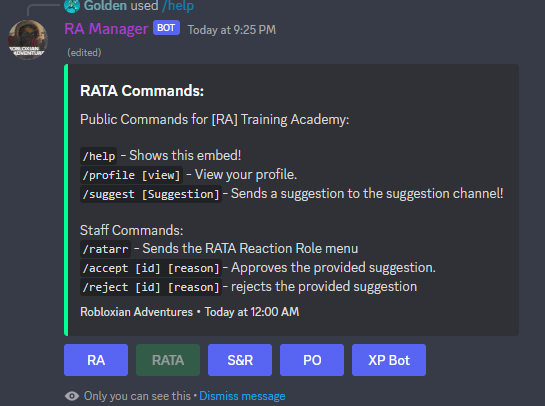 Golden used /help
RA Manager BOT Today at 9:25 PM
(edited)
RATA Commands:
Public Commands for [RA] Training Academy:
/help - Shows this embed!
/profile [view] - View your profile.
/suggest [Suggestion] - Sends a suggestion to the suggestion channel!
Staff Commands:
/ratarr - Sends the RATA Reaction Role menu
/accept [id] [reason] - Approves the provided suggestion.
/reject [id] [reason] - rejects the provided suggestion
Robloxian Adventures • Today at 12:00 AM
RA RATA S&R PO XP Bot
Only you can see this • Dismiss message